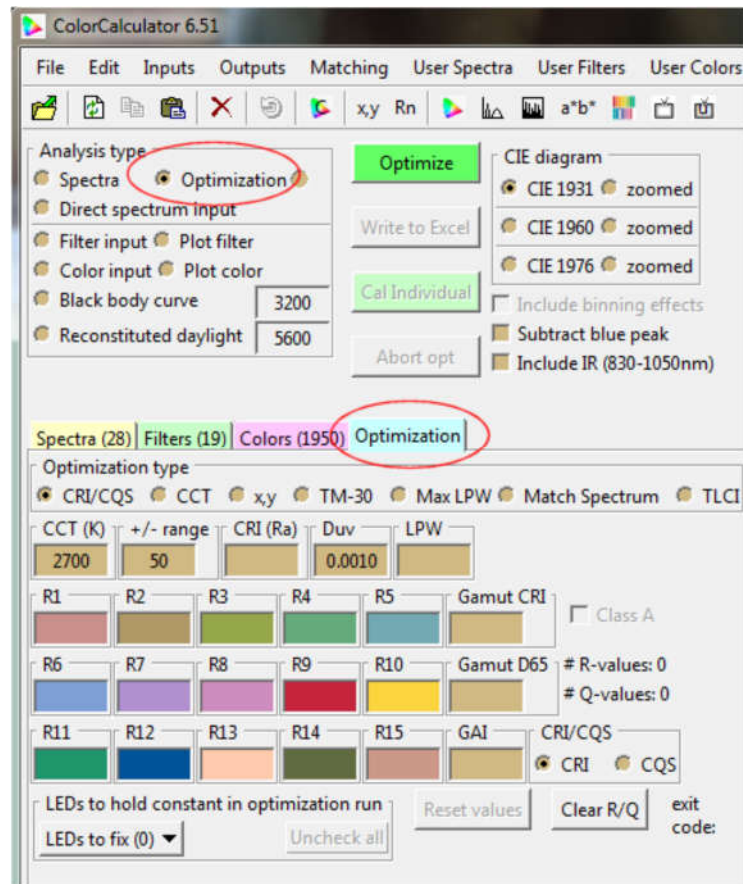 ColorCalculator 6.51
File Edit Inputs Outputs Matching User Spectra User Filters User Colors
x,y Rn a*b*
Analysis type
Spectra Optimization
Direct spectrum input
Filter input Plot filter
Color input Plot color
Black body curve 3200
Reconstituted daylight 5600
Optimize
Write to Excel
Cal Individual
Abort opt
CIE diagram
CIE 1931 zoomed
CIE 1960 zoomed
CIE 1976 zoomed
Include binning effects
Subtract blue peak
Include IR (830-1050nm)
Spectra (28) Filters (19) Colors (1950) Optimization
Optimization type
CRI/CQS CCT x,y TM-30 Max LPW Match Spectrum TLCI
CCT (K) +/- range CRI (Ra) Duv LPW
2700 50 0.0010
R1 R2 R3 R4 R5 Gamut CRI
Class A
R6 R7 R8 R9 R10 Gamut D65 # R-values: 0
# Q-values: 0
R11 R12 R13 R14 R15 GAI CRI/CQS
CRI CQS
LEDs to hold constant in optimization run
LEDs to fix (0) Uncheck all
Reset values Clear R/Q exit
code: